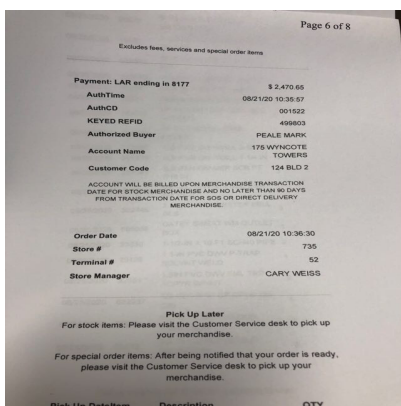 Page 6 of 8
Excludes fees, services and special order items
Payment: LAR ending in 8177 $ 2,470.65
AuthTime 08/21/20 10:35:57
AuthCD 001522
KEYED REFID 499803
Authorized Buyer PEALE MARK
Account Name 175 WYNCOTE
TOWERS
Customer Code 124 BLD 2
ACCOUNT WILL BE BILLED UPON MERCHANDISE TRANSACTION
DATE FOR STOCK MERCHANDISE AND NO LATER THAN 90 DAYS
FROM TRANSACTION DATE FOR SOS OR DIRECT DELIVERY
MERCHANDISE.
Order Date 08/21/20 10:36:30
Store # 735
Terminal # 52
Store Manager CARY WEISS
Pick Up Later
For stock items: Please visit the Customer Service desk to pick up
your merchandise.
For special order items: After being notified that your order is ready,
please visit the Customer Service desk to pick up your
merchandise.
Pick Up Date/Item Description QTY